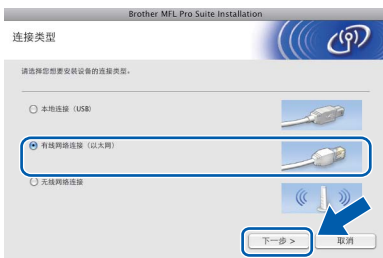 Brother MFL Pro Suite Installation
连接类型
请选择您想要安装设备的连接类型。
本地连接（USB）
有线网络连接（以太网）
无线网络连接
下一步 >
取消